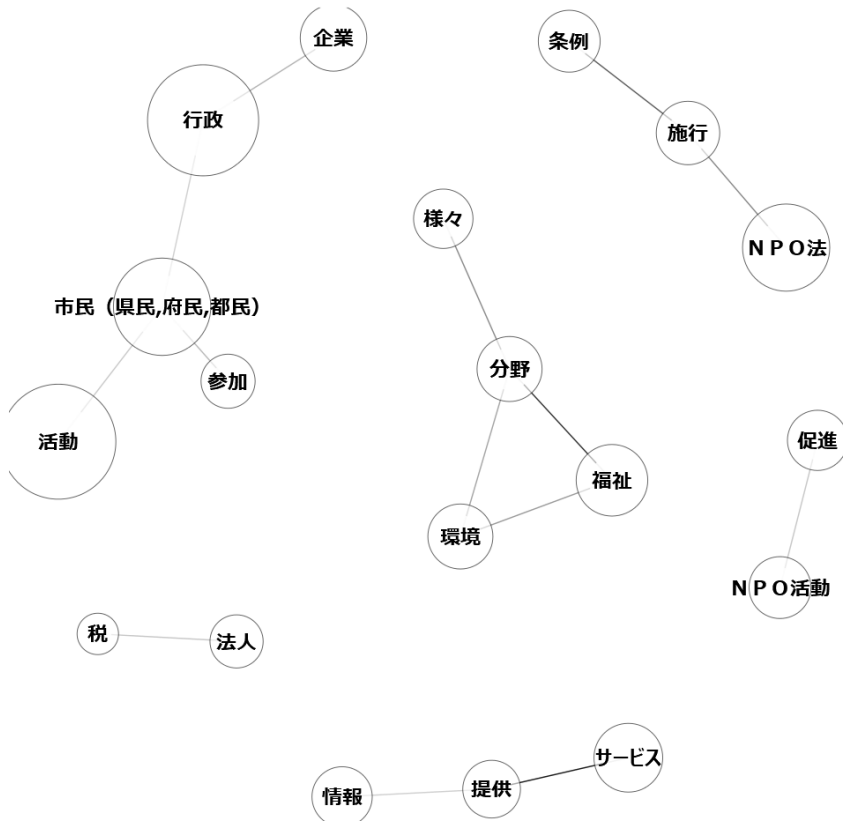 企業
条例
行政
施行
様々
ＮＰＯ法
市民（県民,府民,都民）
分野
参加
活動
促進
福祉
環境
ＮＰＯ活動
税
法人
サービス
情報
提供